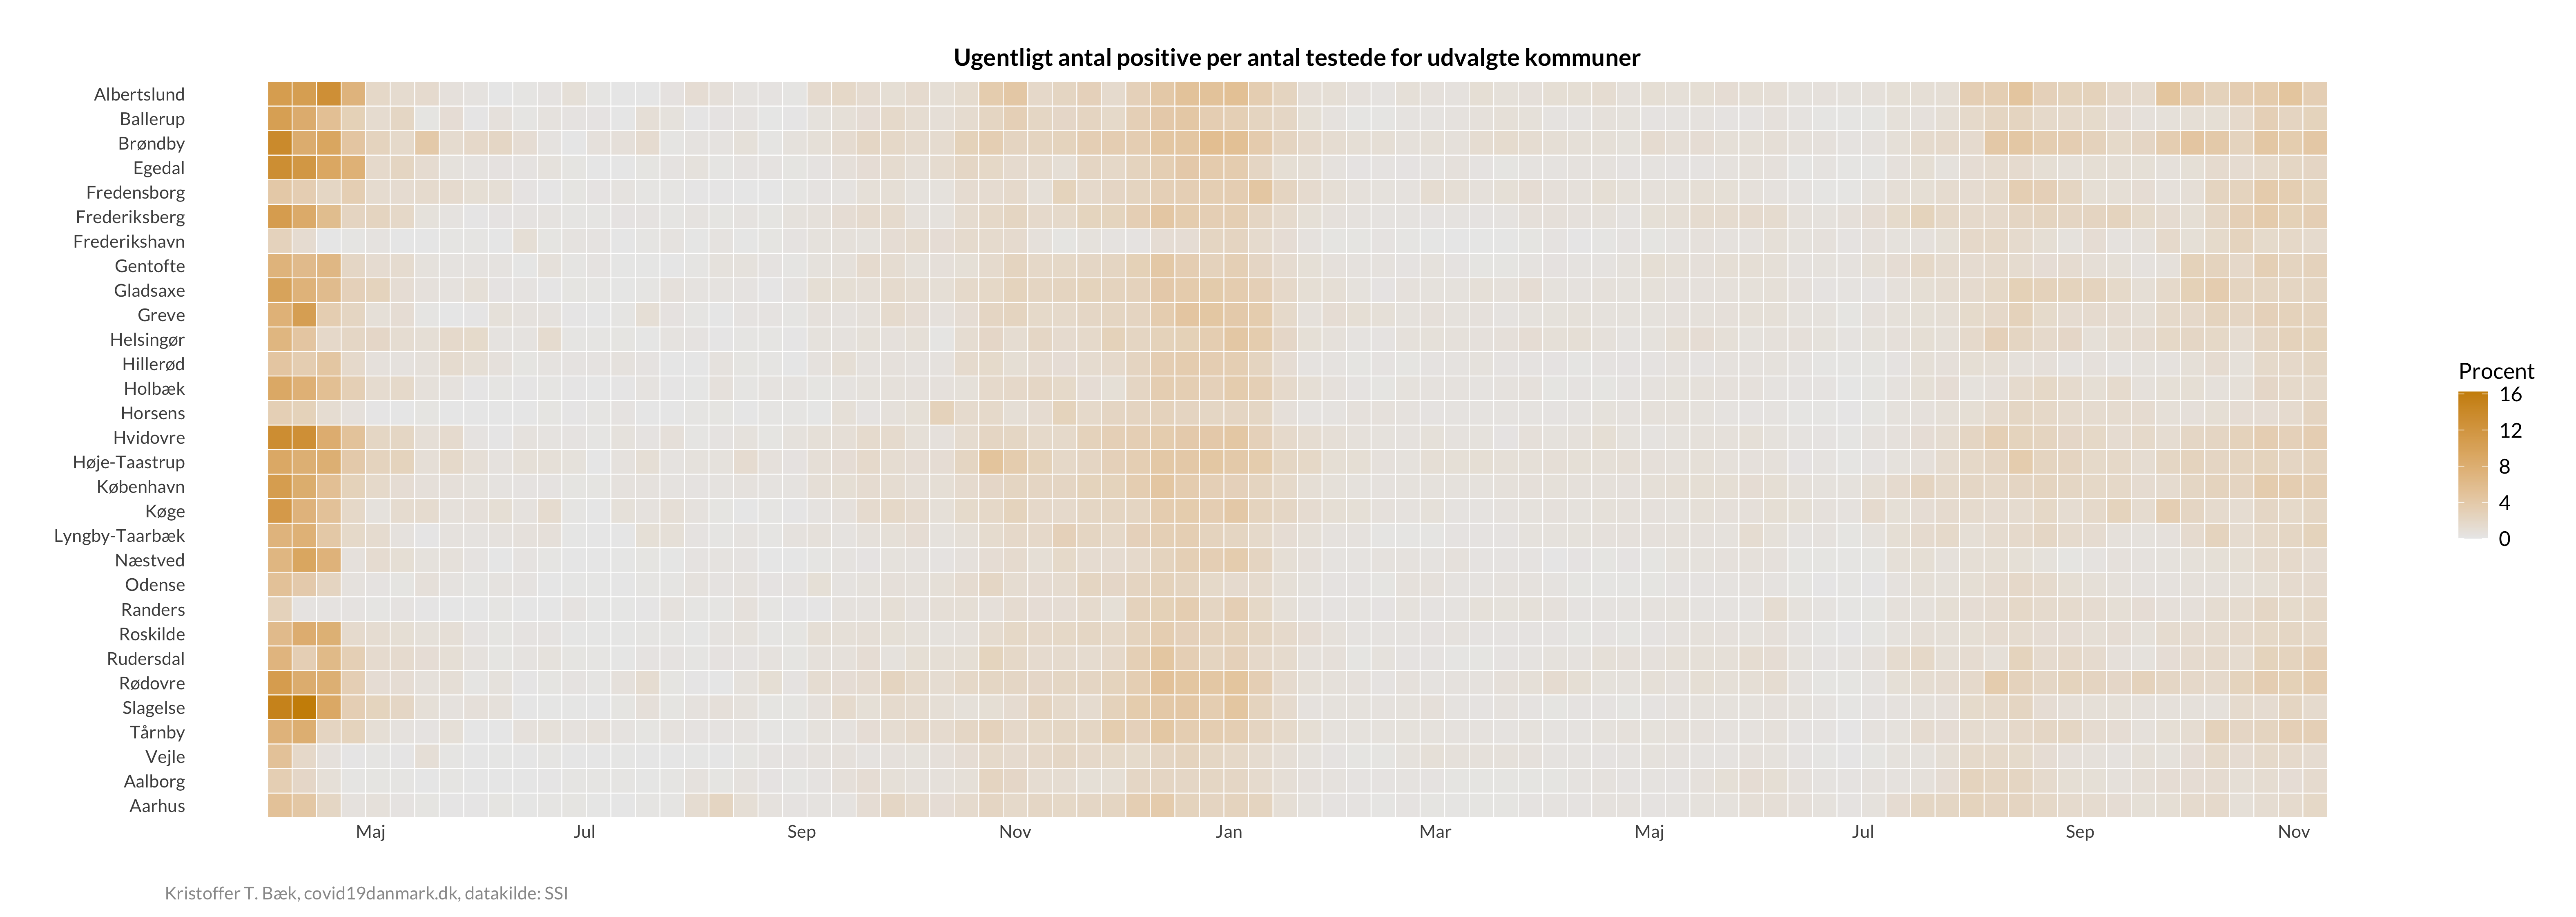 Ugentligt antal positive per antal testede for udvalgte kommuner
Albertslund
Ballerup
Brøndby
Egedal
Fredensborg
Frederiksberg
Frederikshavn
Gentofte
Gladsaxe
Greve
Helsingør
Hillerød
Holbæk
Horsens
Hvidovre
Høje-Taastrup
København
Køge
Lyngby-Taarbæk
Næstved
Odense
Randers
Roskilde
Rudersdal
Rødovre
Slagelse
Tårnby
Vejle
Aalborg
Aarhus
Maj Jul Sep Nov Jan Mar Maj Jul Sep Nov
Procent
16
12
8
4
0
Kristoffer T. Bæk, covid19danmark.dk, datakilde: SSI